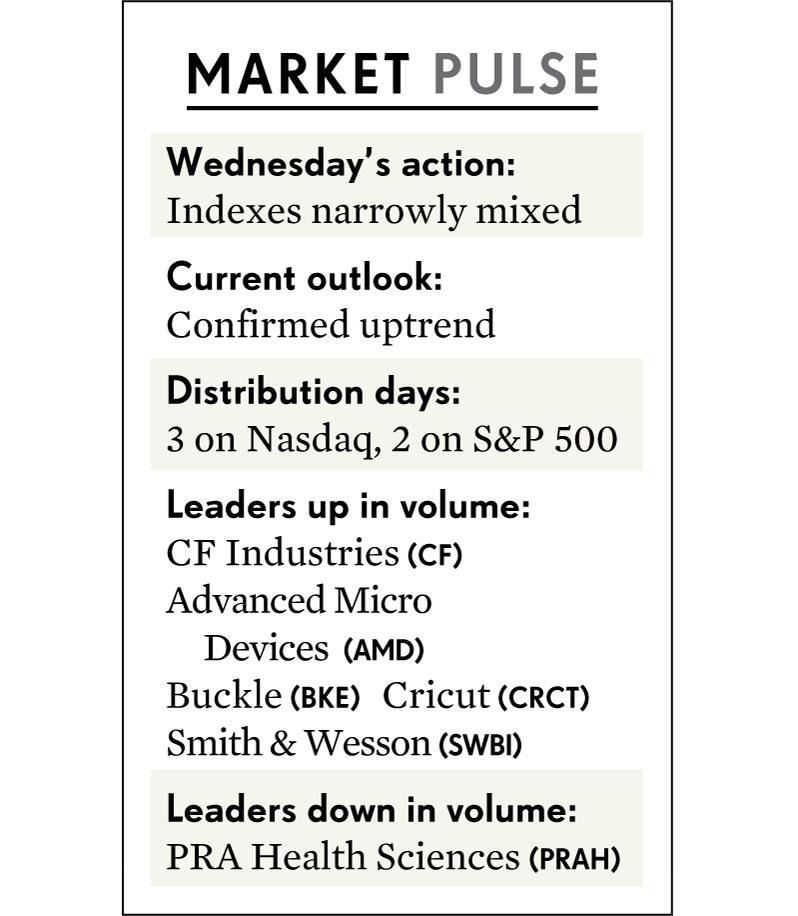 MARKET PULSE
Wednesday's action:
Indexes narrowly mixed
Current outlook:
Confirmed uptrend
Distribution days:
3 on Nasdaq, 2 on S&P 500
Leaders up in volume:
CF Industries (CF)
Advanced Micro
Devices (AMD)
Buckle (BKE) Cricut (CRCT)
Smith & Wesson (SWBI)
Leaders down in volume:
PRA Health Sciences (PRAH)